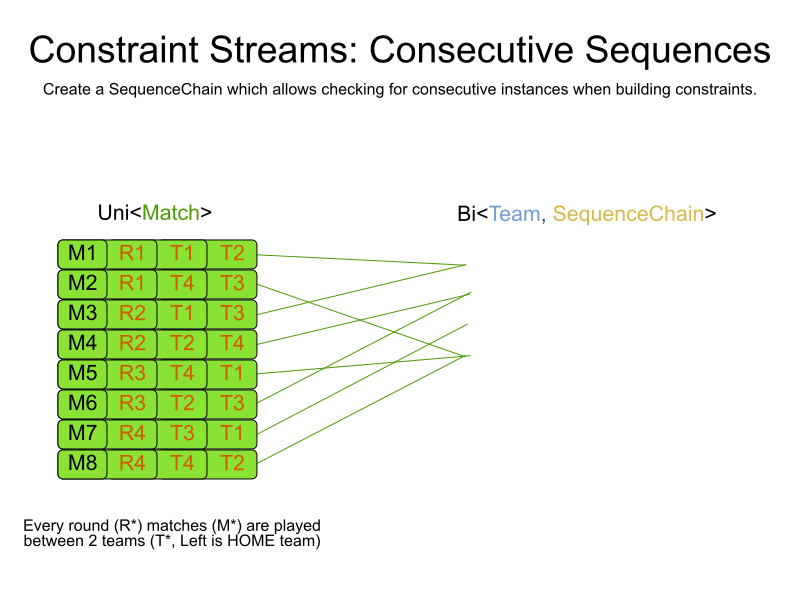 Constraint Streams: Consecutive Sequences
Create a SequenceChain which allows checking for consecutive instances when building constraints.
Uni<Match>
Bi<Team, SequenceChain>
M1 R1 T1 T2
M2 R1 T4 T3
M3 R2 T1 T3
M4 R2 T2 T4
M5 R3 T4 T1
M6 R3 T2 T3
M7 R4 T3 T1
M8 R4 T4 T2
Every round (R*) matches (M*) are played
between 2 teams (T*, Left is HOME team)